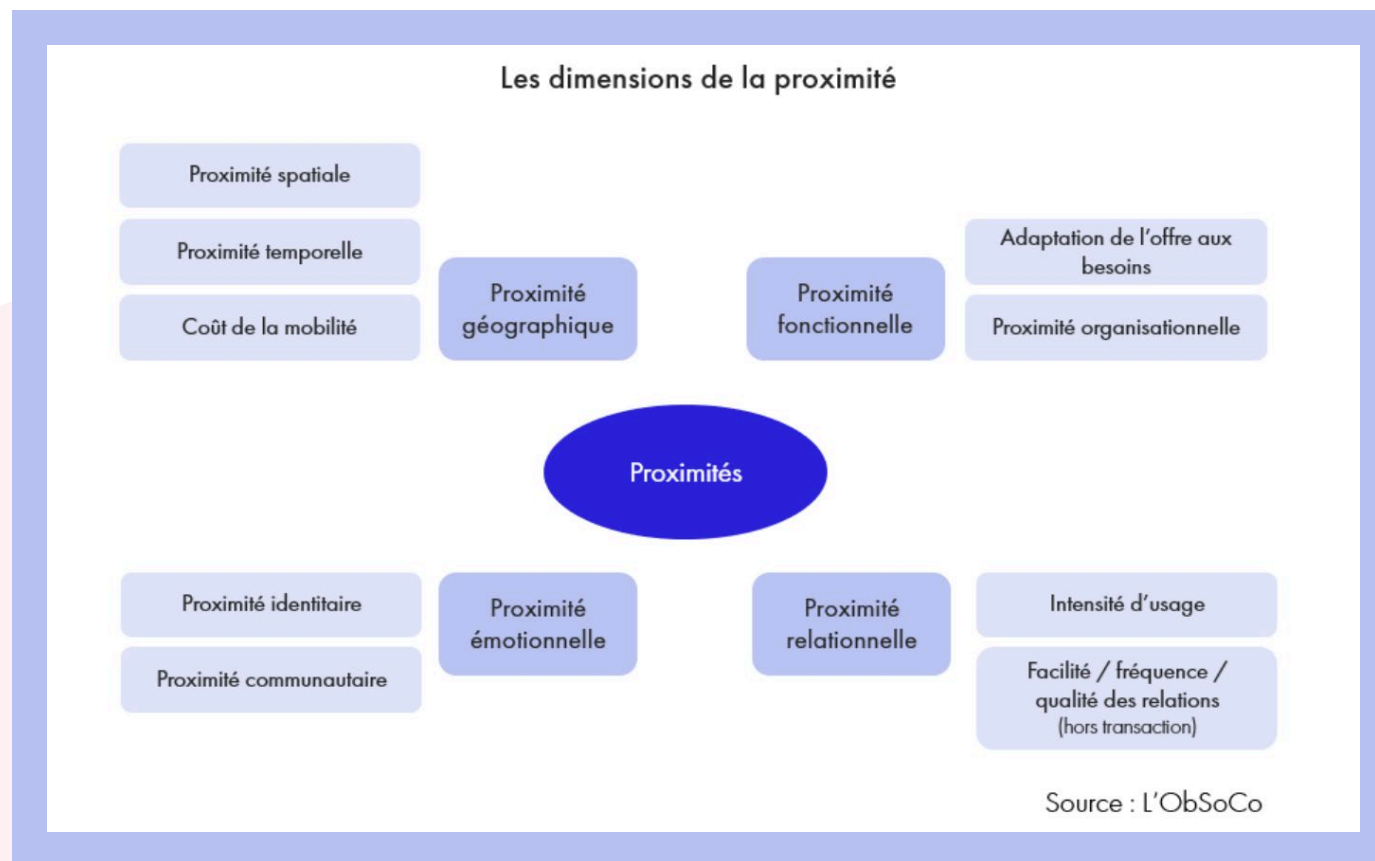 Les dimensions de la proximité
Proximité spatiale
Proximité temporelle
Coût de la mobilité
Proximité
géographique
Proximité
fonctionnelle
Adaptation de l’offre aux
besoins
Proximité organisationnelle
Proximités
Proximité identitaire
Proximité communautaire
Proximité
émotionnelle
Proximité
relationnelle
Intensité d’usage
Facilité / fréquence /
qualité des relations
(hors transaction)
Source : L’ObSoCo